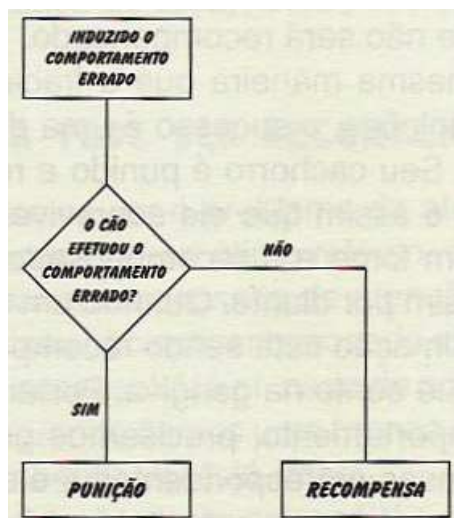 INDUZIDO O
COMPORTAMENTO
ERRADO
O CÃO
EFETUOU O
COMPORTAMENTO
ERRADO?
NÃO
SIM
PUNIÇÃO
RECOMPENSA